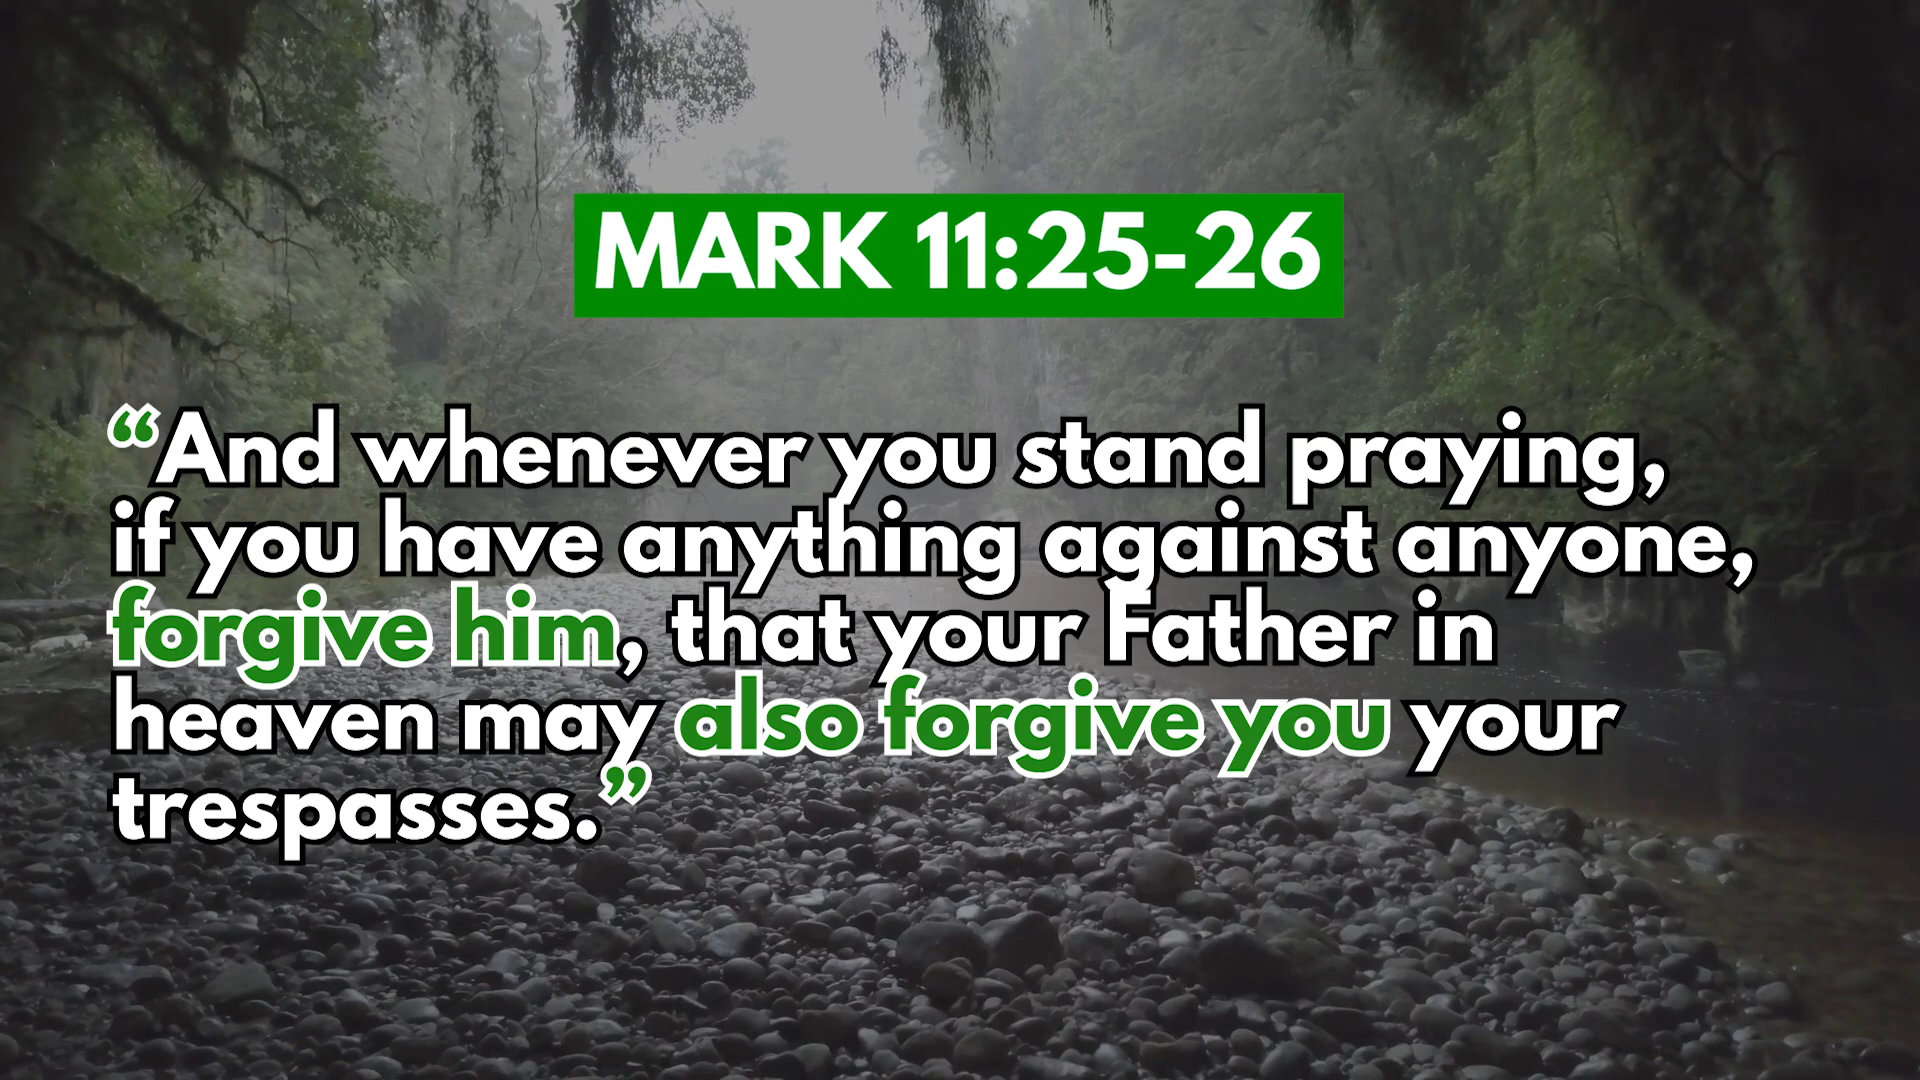 MARK 11:25-26
“And whenever you stand praying,
if you have anything against anyone,
forgive him, that your Father in
heaven may also forgive you your
trespasses.”